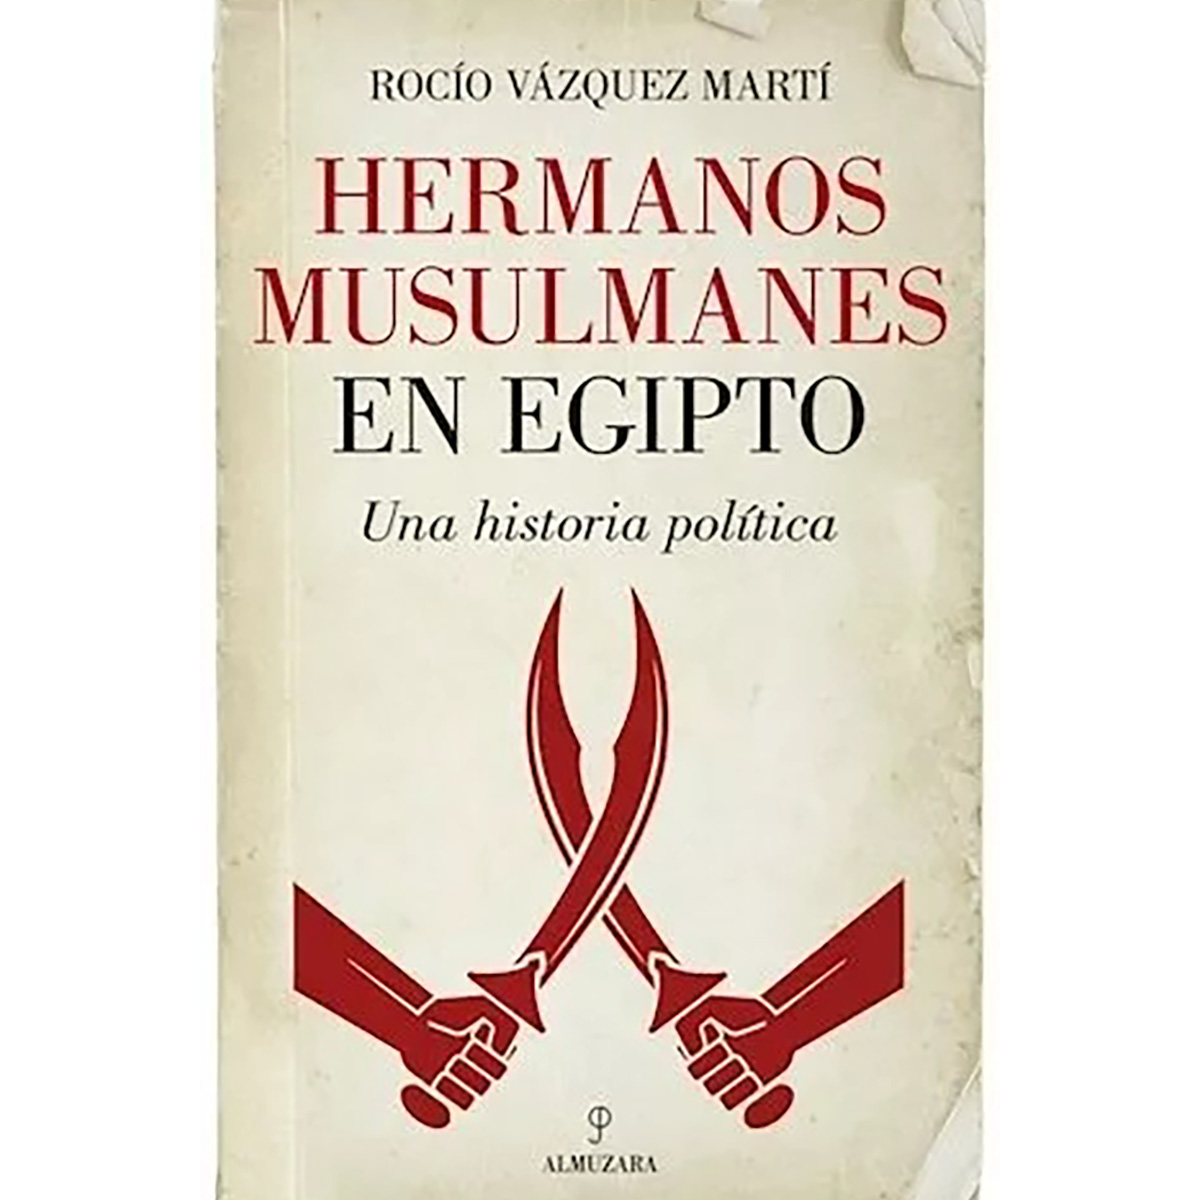 ROCÍO VÁZQUEZ MARTÍ
HERMANOS
MUSULMANES
EN EGIPTO
Una historia política
ALMUZARA